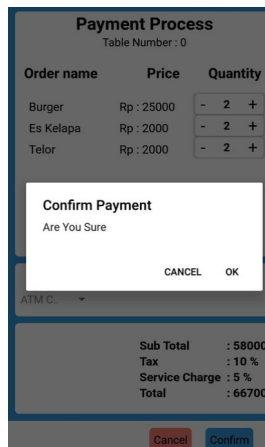 Payment Process
Table Number : 0
Order name Price Quantity
Burger Rp : 25000 - 2 +
Es Kelapa Rp : 2000 - 2 +
Telor Rp : 2000 - 2 +
Confirm Payment
Are You Sure
CANCEL OK
ATM C..
Sub Total : 58000
Tax : 10 %
Service Charge : 5 %
Total : 66700
Cancel Confirm